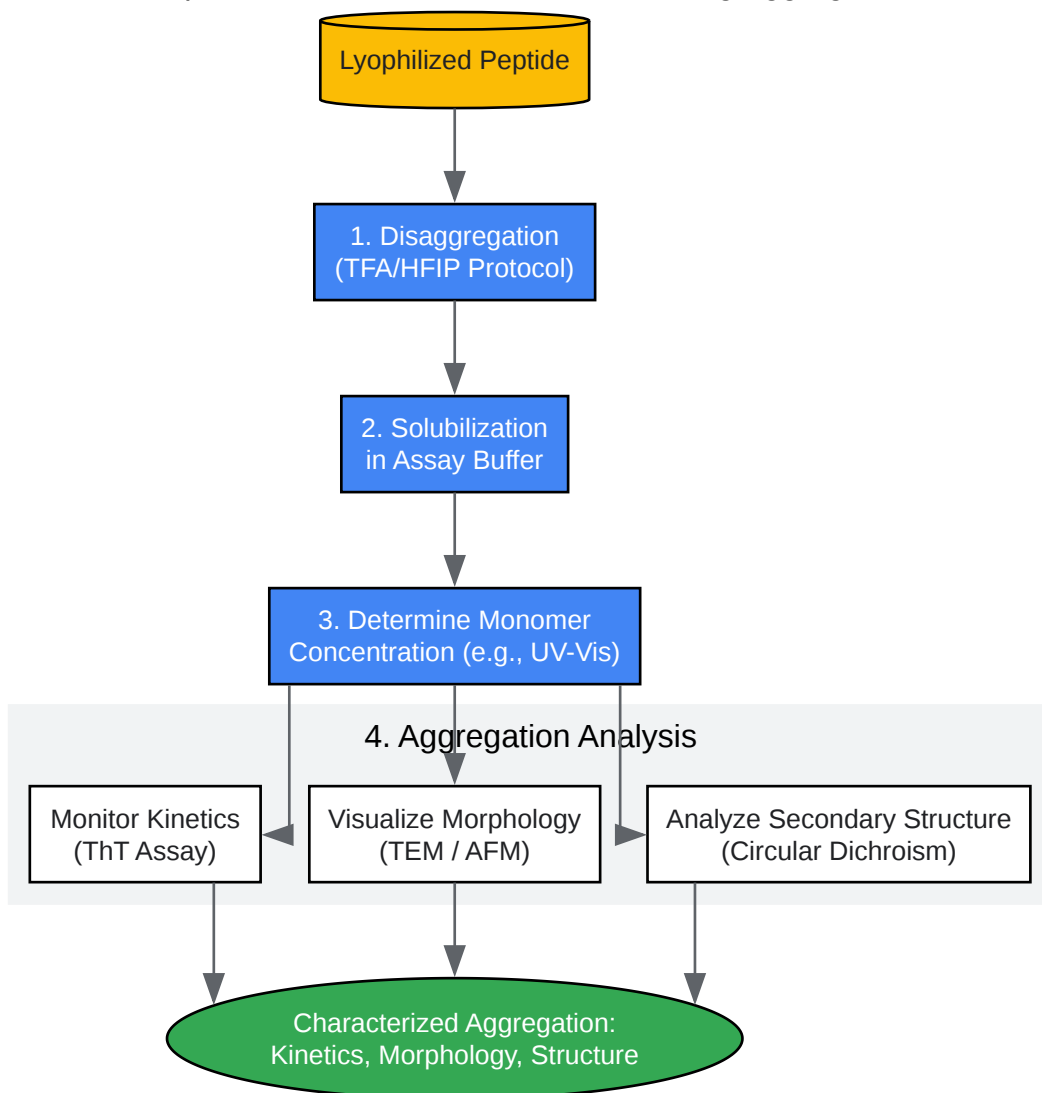 Lyophilized Peptide
1. Disaggregation
(TFA/HFIP Protocol)
2. Solubilization
in Assay Buffer
3. Determine Monomer
Concentration (e.g., UV-Vis)
4. Aggregation Analysis
Monitor Kinetics
(ThT Assay)
Visualize Morphology
(TEM / AFM)
Analyze Secondary Structure
(Circular Dichroism)
Characterized Aggregation:
Kinetics, Morphology, Structure